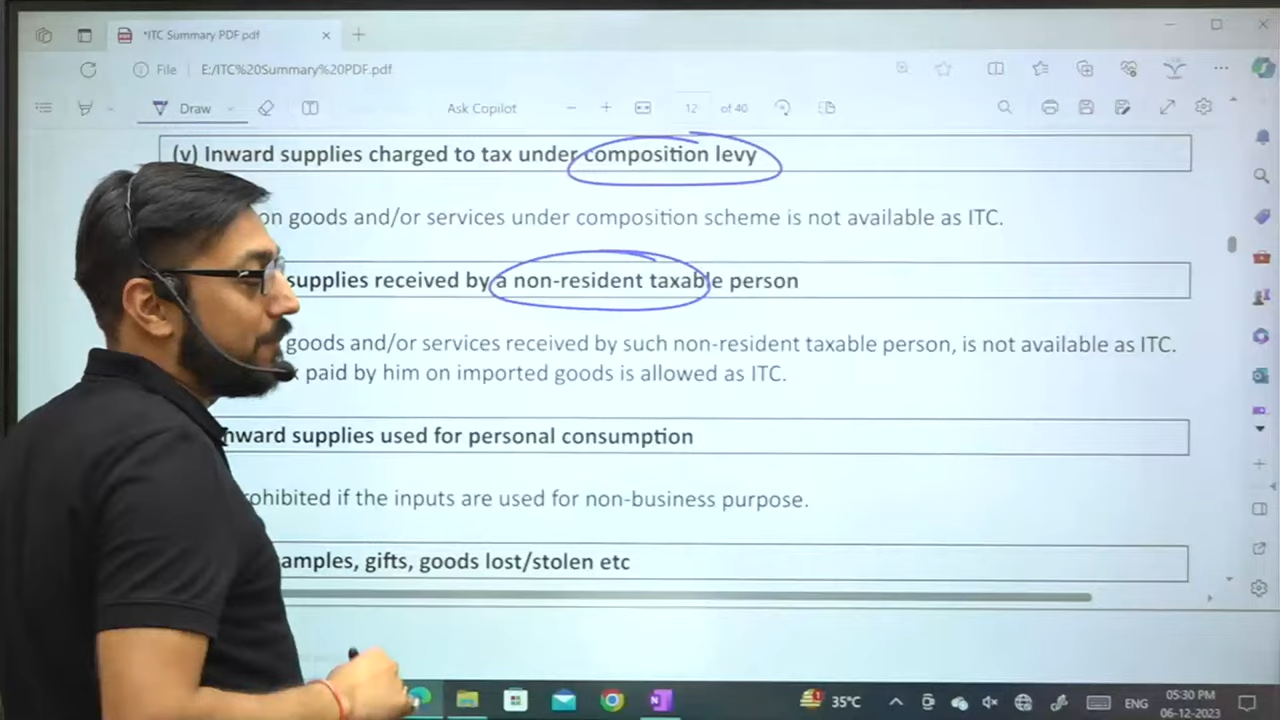 *ITC Summary PDF.pdf
File E:/ITC%20Summary%20PDF.pdf
Draw Ask Copilot 12 of 40
(v) Inward supplies charged to tax under composition levy
on goods and/or services under composition scheme is not available as ITC.
supplies received by a non-resident taxable person
goods and/or services received by such non-resident taxable person, is not available as ITC.
paid by him on imported goods is allowed as ITC.
nward supplies used for personal consumption
rohibited if the inputs are used for non-business purpose.
amples, gifts, goods lost/stolen etc
35°C ENG 05:30 PM
06-12-2023